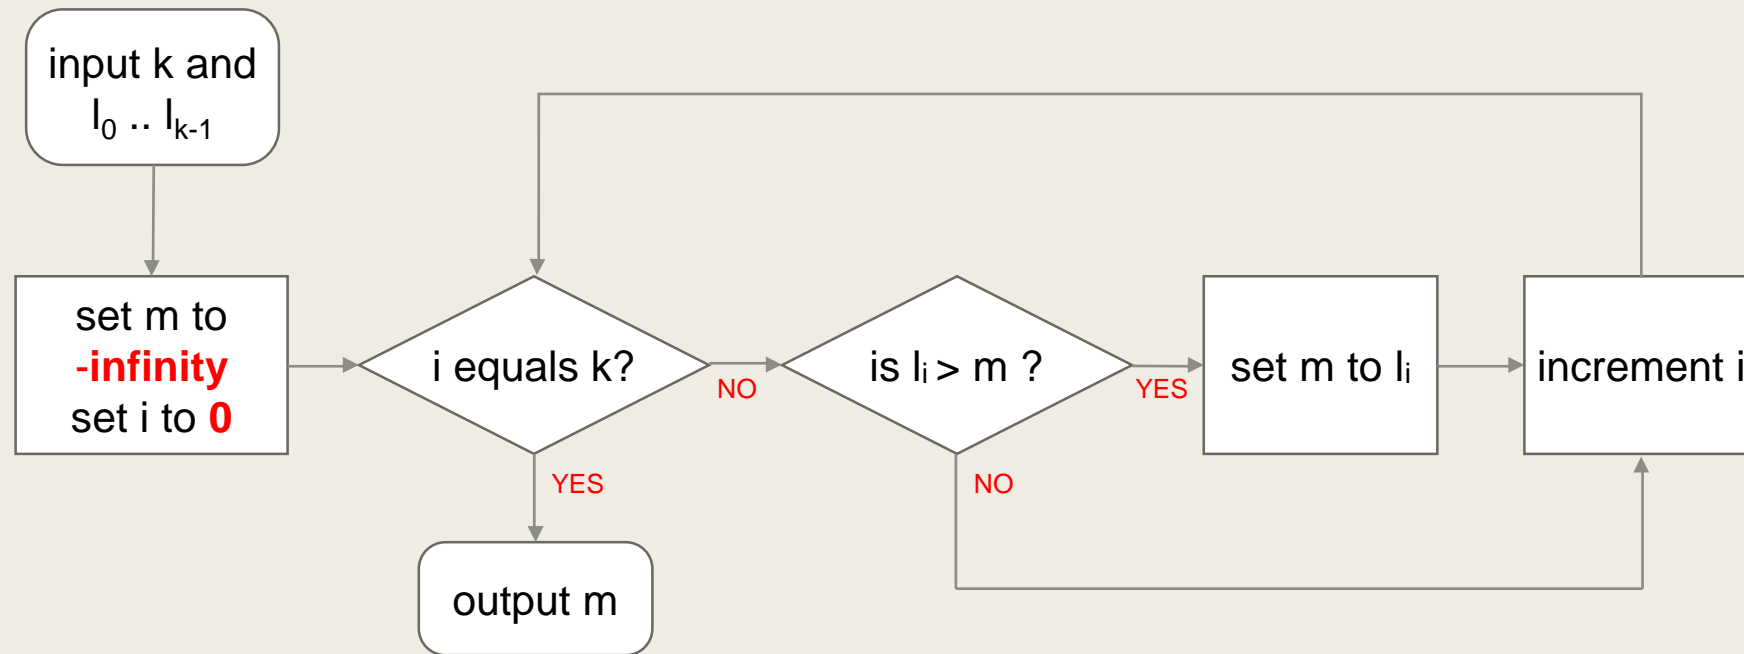 input k and
l₀ .. lₖ₋₁
set m to
-infinity
set i to 0
i equals k?
NO
is lᵢ > m ?
YES
set m to lᵢ
increment i
YES
NO
output m